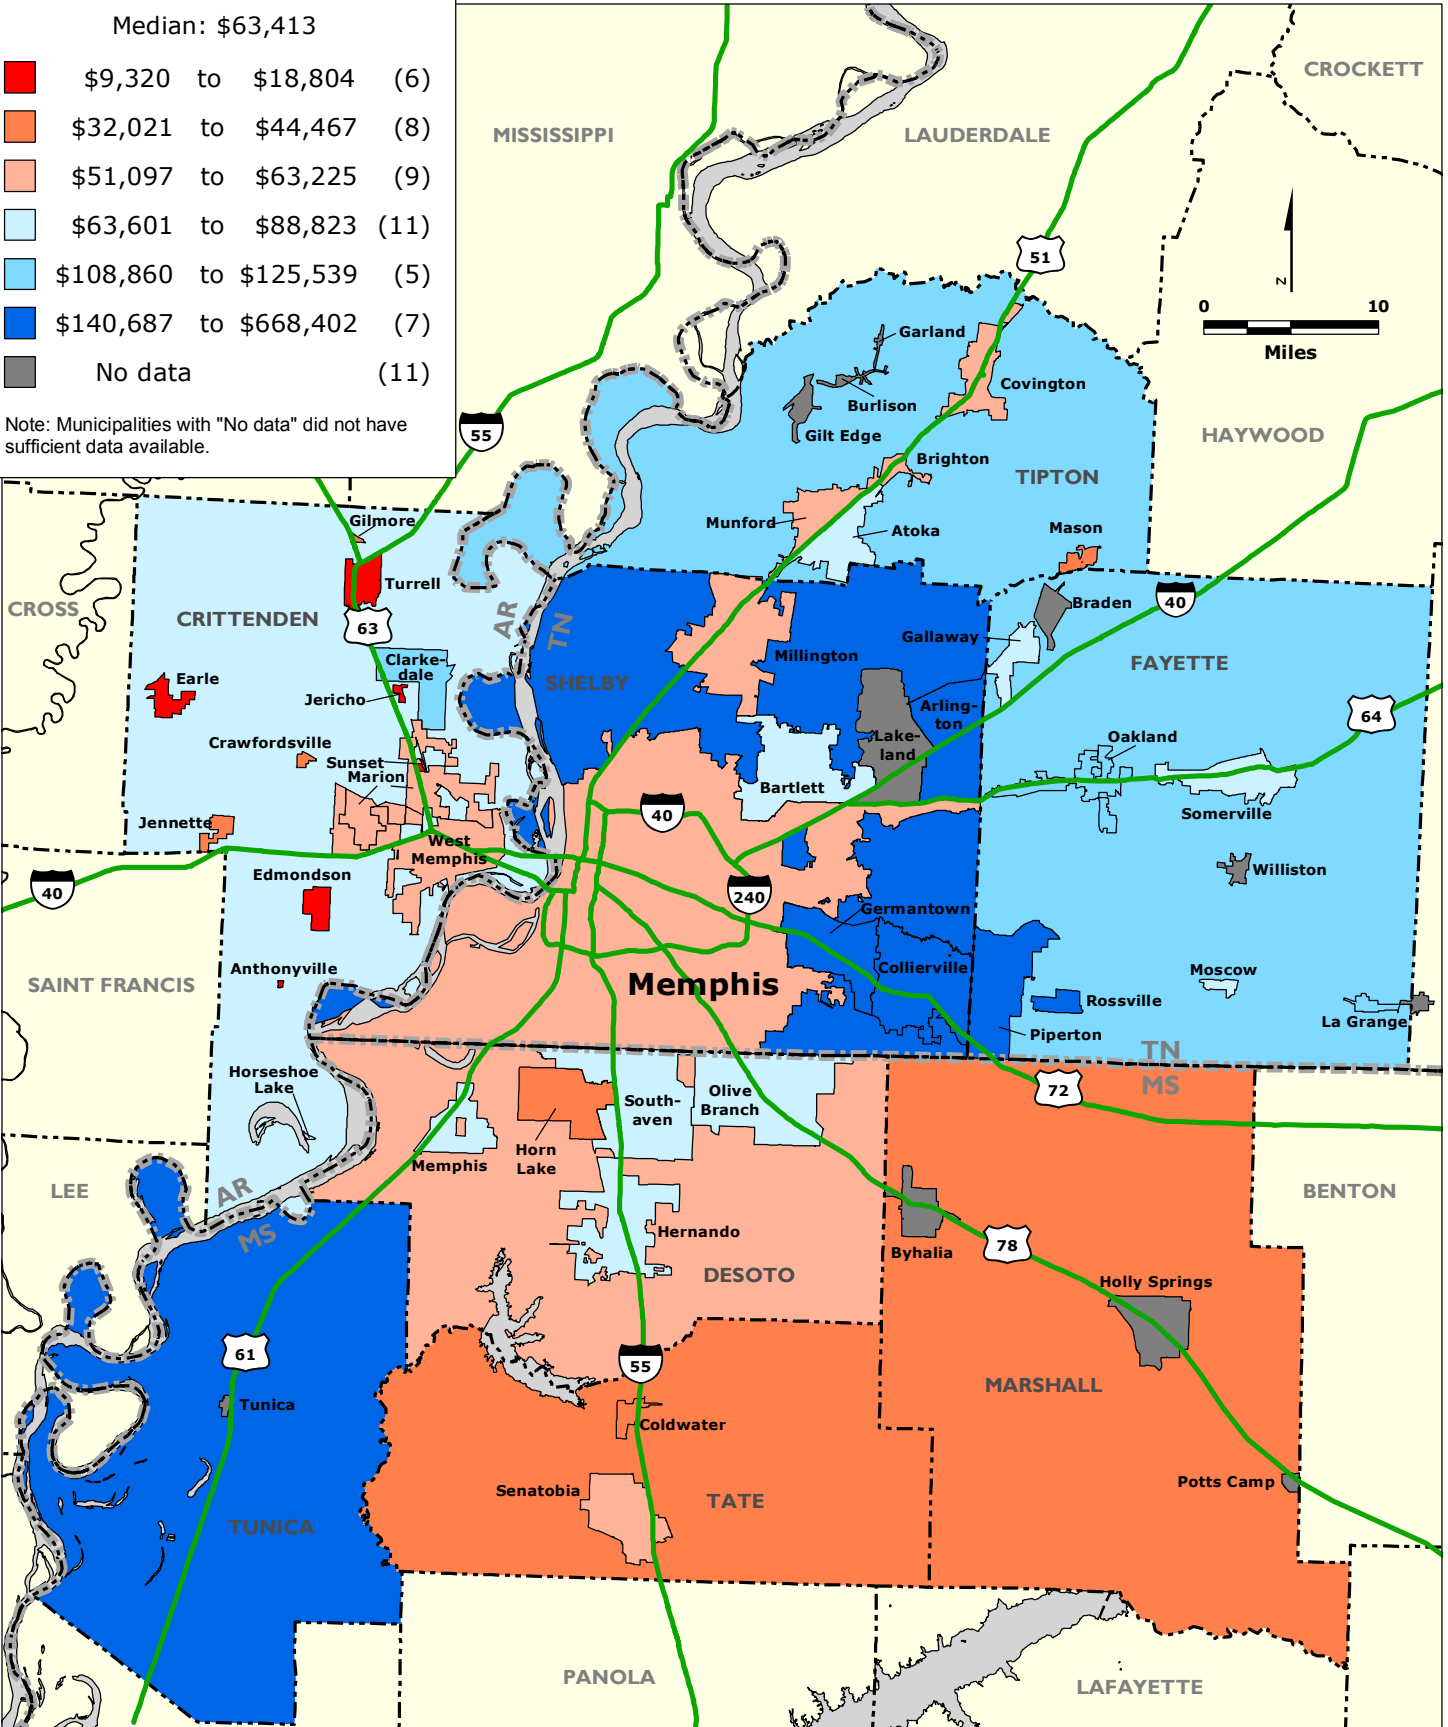 Median: $63,413
$9,320 to $18,804 (6)
$32,021 to $44,467 (8)
$51,097 to $63,225 (9)
$63,601 to $88,823 (11)
$108,860 to $125,539 (5)
$140,687 to $668,402 (7)
No data (11)
Note: Municipalities with "No data" did not have
sufficient data available.
CROCKETT
MISSISSIPPI
LAUDERDALE
51
N
0 10
Miles
Garland
Covington
Burlison
Gilt Edge
55
HAYWOOD
Brighton
TIPTON
Gilmore
Munford
Atoka
Mason
Turrell
CROSS
CRITTENDEN
63
AR
TN
40
Braden
Gallaway
Millington
FAYETTE
Clarke-
dale
Earle
Jericho
SHELBY
Arling-
ton
64
Lake-
land
Oakland
Crawfordsville
Sunset
Marion
Bartlett
Somerville
Jennette
40
West
Memphis
Edmondson
Williston
40
240
Germantown
Anthonyville
Collierville
Moscow
SAINT FRANCIS
Memphis
Rossville
La Grange
Piperton
TN
MS
Horseshoe
Lake
72
South-
aven
Olive
Branch
Memphis
Horn
Lake
LEE
AR
MS
BENTON
Hernando
Byhalia
78
DESOTO
Holly Springs
61
55
MARSHALL
Tunica
Coldwater
Potts Camp
Senatobia
TATE
TUNICA
PANOLA
LAFAYETTE